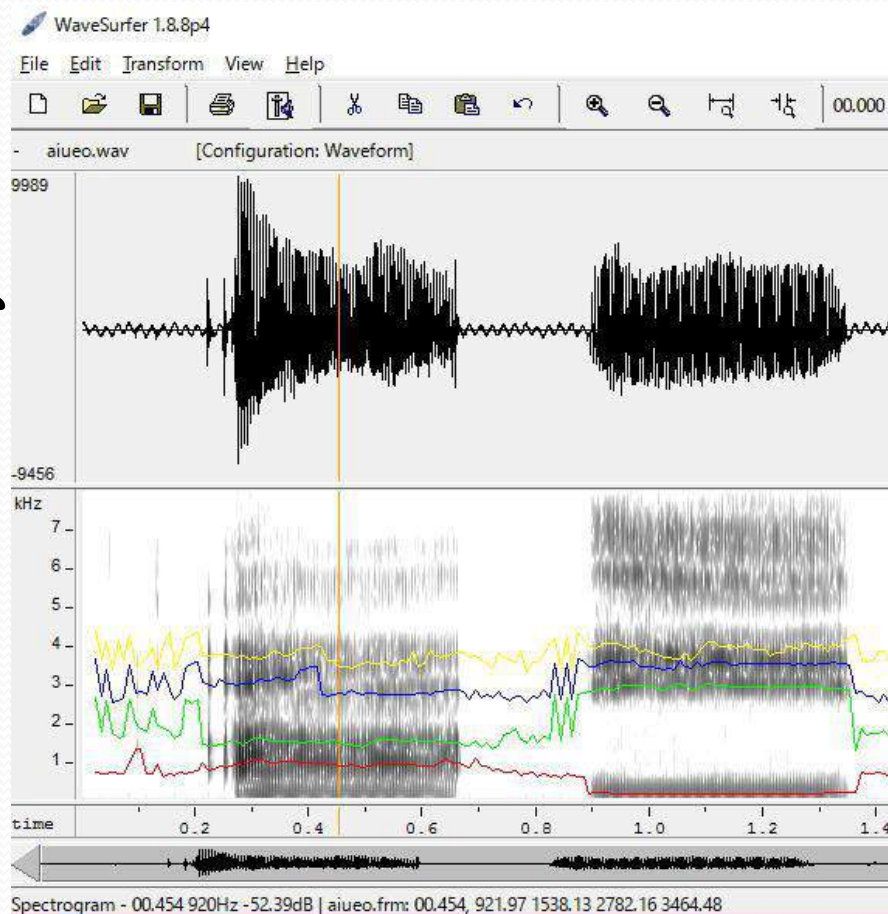 WaveSurfer 1.8.8p4
File Edit Transform View Help
00.000
- aiueo.wav [Configuration: Waveform]
9989
-9456
kHz
7
6
5
4
3
2
1
time 0.2 0.4 0.6 0.8 1.0 1.2 1.4
Spectrogram - 00.454 920Hz -52.39dB | aiueo.frm: 00.454, 921.97 1538.13 2782.16 3464.48